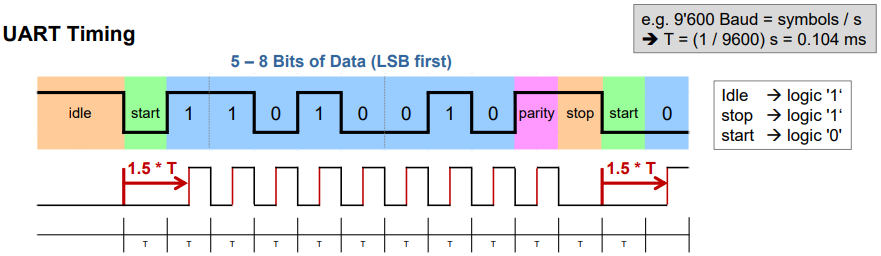 e.g. 9'600 Baud = symbols / s
➔ T = (1 / 9600) s = 0.104 ms
UART Timing
5 – 8 Bits of Data (LSB first)
idle start 1 1 0 1 0 0 1 0 parity stop start 0
Idle ➔ logic '1‘
stop ➔ logic '1‘
start ➔ logic '0'
1.5 * T 1.5 * T
T T T T T T T T T T T T